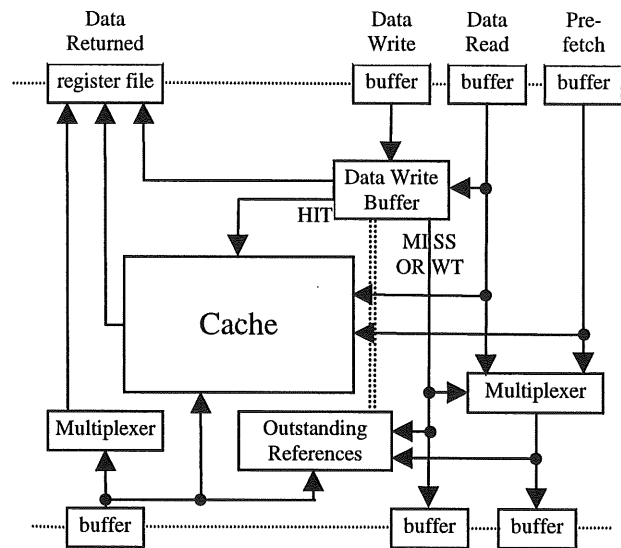 Data
Returned
Data
Write
Data
Read
Pre-
fetch
register file
buffer
buffer
buffer
Data Write
Buffer
HIT
MISS
OR WT
Cache
Multiplexer
Multiplexer
Outstanding
References
buffer
buffer
buffer